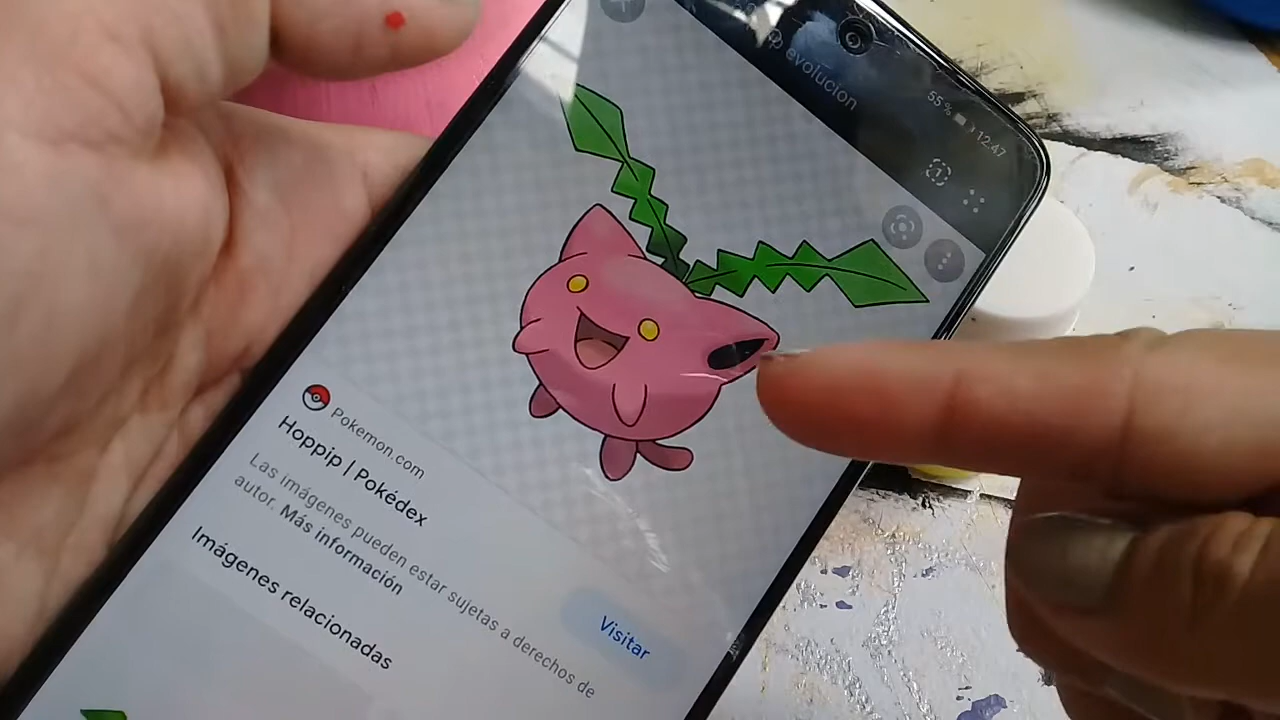 evolucion
55%
12:47
Pokemon.com
Hoppip | Pokédex
Las imágenes pueden estar sujetas a derechos de
autor. Más información
Visitar
Imágenes relacionadas